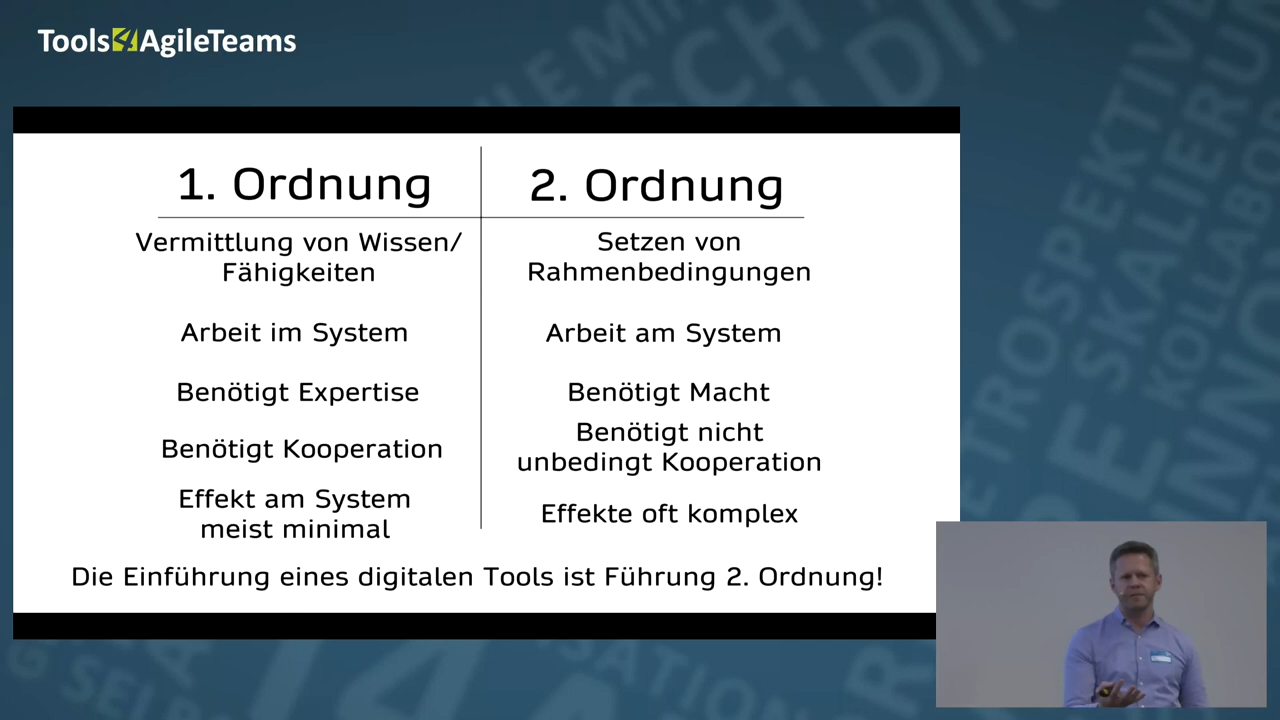 Tools4AgileTeams
1. Ordnung
2. Ordnung
Vermittlung von Wissen/
Fähigkeiten
Setzen von
Rahmenbedingungen
Arbeit im System
Arbeit am System
Benötigt Expertise
Benötigt Macht
Benötigt Kooperation
Benötigt nicht
unbedingt Kooperation
Effekt am System
meist minimal
Effekte oft komplex
Die Einführung eines digitalen Tools ist Führung 2. Ordnung!